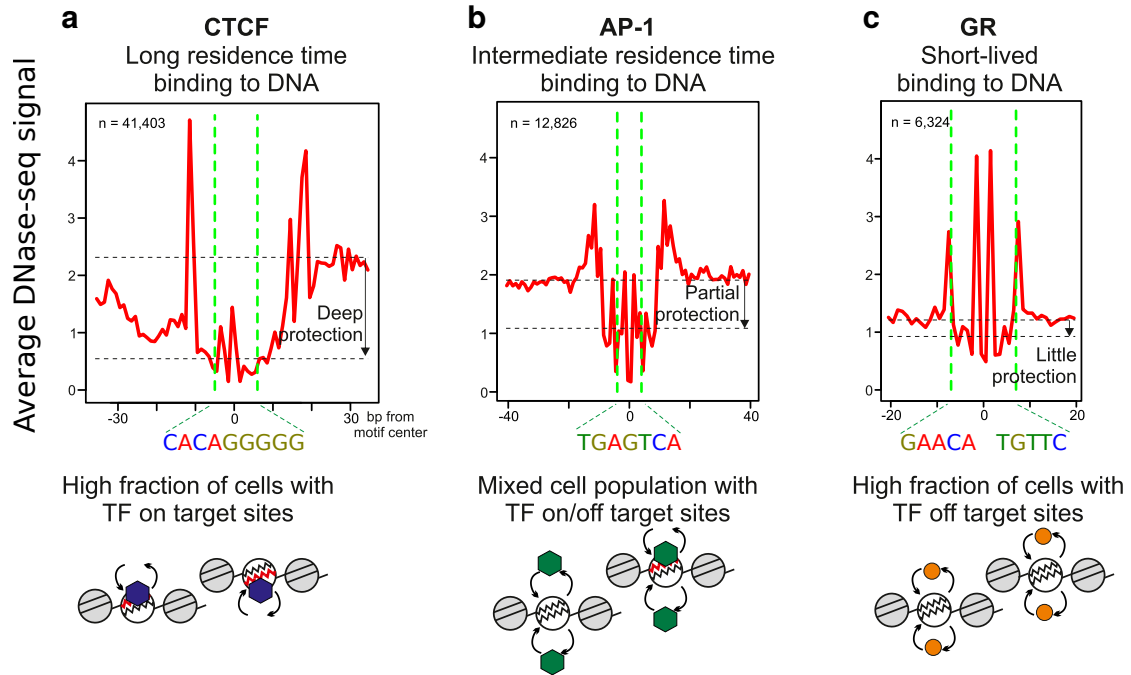 a
CTCF
Long residence time
binding to DNA
b
AP-1
Intermediate residence time
binding to DNA
c
GR
Short-lived
binding to DNA
Average DNase-seq signal
n = 41,403
4
3
2
1
0
Deep
protection
-30
0
30
bp from
motif center
CACAGGGGG
n = 12,826
4
3
2
1
0
Partial
protection
-40
0
40
TGAGTCA
n = 6,324
4
3
2
1
0
Little
protection
-20
0
20
GAACA TGTTC
High fraction of cells with
TF on target sites
Mixed cell population with
TF on/off target sites
High fraction of cells with
TF off target sites